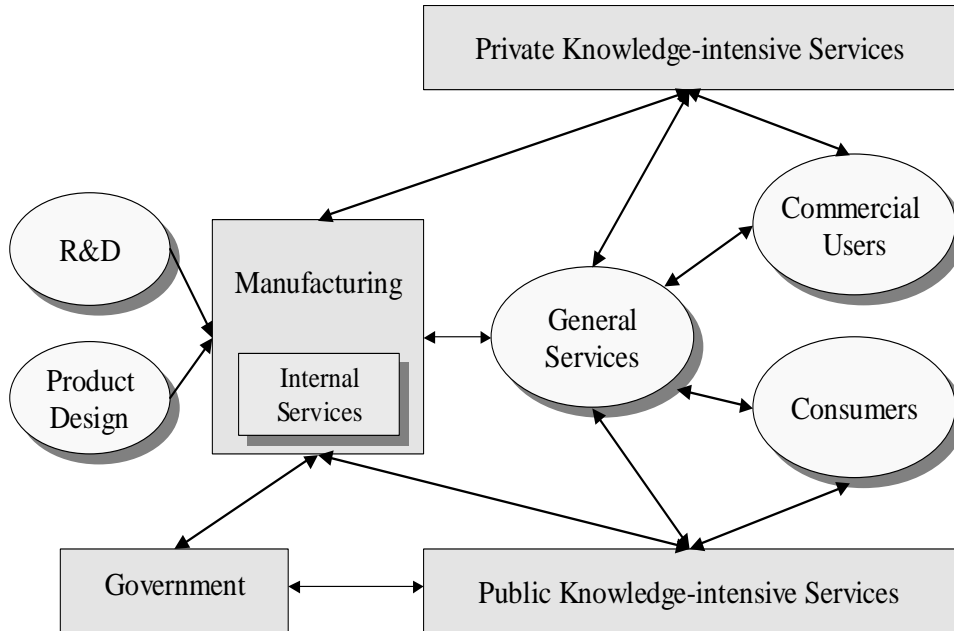 Private Knowledge-intensive Services
Commercial
Users
R&D
Manufacturing
General
Services
Product
Design
Internal
Services
Consumers
Government
Public Knowledge-intensive Services